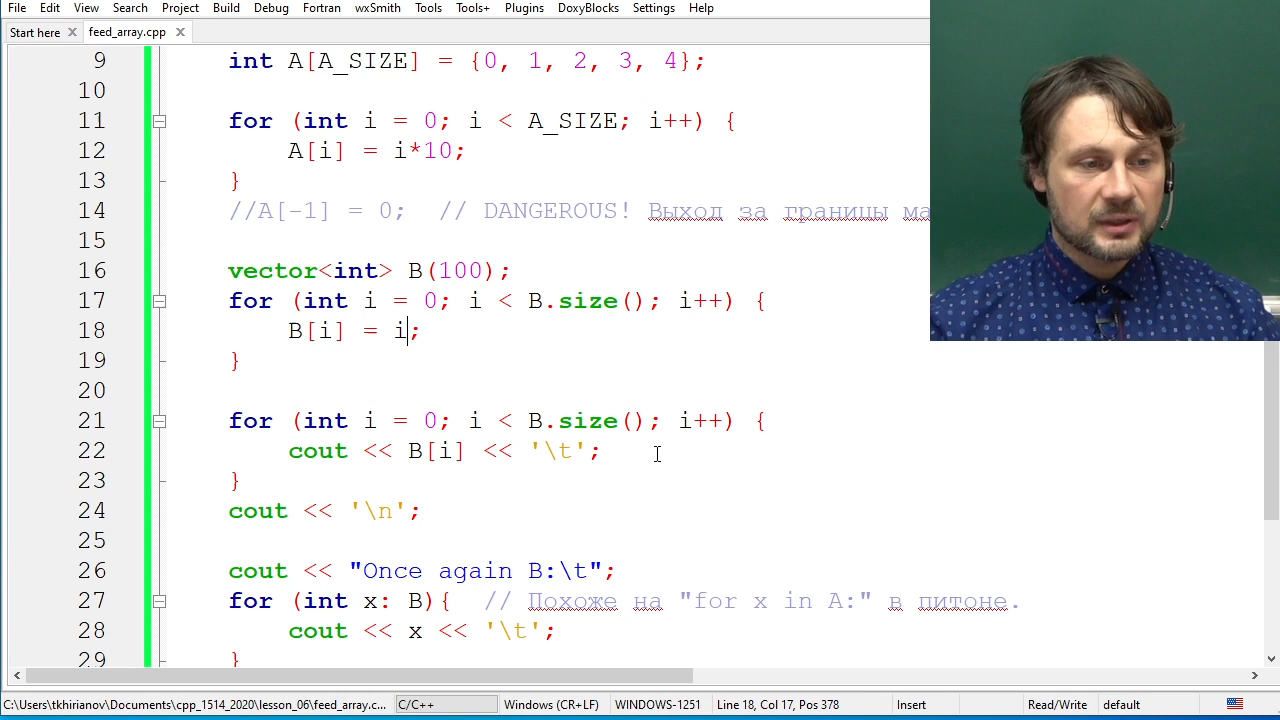 File Edit View Search Project Build Debug Fortran wxSmith Tools Tools+ Plugins DoxyBlocks Settings Help
Start here feed_array.cpp
9 int A[A_SIZE] = {0, 1, 2, 3, 4};
10
11 for (int i = 0; i < A_SIZE; i++) {
12 A[i] = i*10;
13 }
14 //A[-1] = 0; // DANGEROUS! Выход за границы
15
16 vector<int> B(100);
17 for (int i = 0; i < B.size(); i++) {
18 B[i] = i;
19 }
20
21 for (int i = 0; i < B.size(); i++) {
22 cout << B[i] << '\t';
23 }
24 cout << '\n';
25
26 cout << "Once again B:\t";
27 for (int x: B){ // Похоже на "for x in A:" в питоне.
28 cout << x << '\t';
29 }
C:\Users\tkhirianov\Documents\cpp_1514_2020\lesson_06\feed_array.c... C/C++ Windows (CR+LF) WINDOWS-1251 Line 18, Col 17, Pos 378 Insert Read/Write default